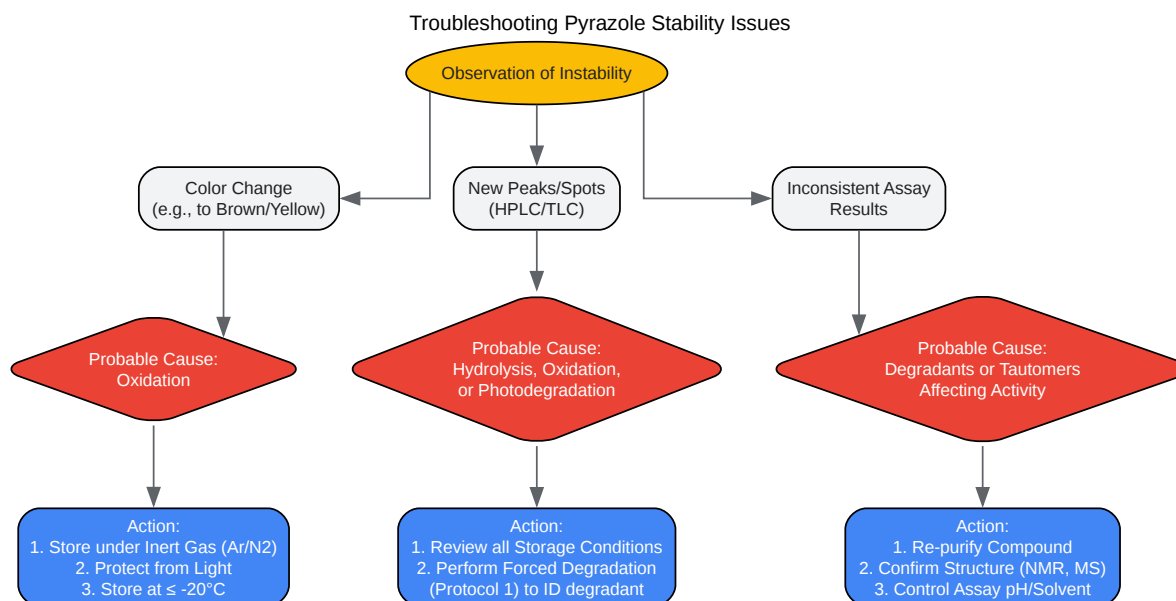 Troubleshooting Pyrazole Stability Issues
Observation of Instability
Color Change
(e.g., to Brown/Yellow)
New Peaks/Spots
(HPLC/TLC)
Inconsistent Assay
Results
Probable Cause:
Oxidation
Probable Cause:
Hydrolysis, Oxidation,
or Photodegradation
Probable Cause:
Degradants or Tautomers
Affecting Activity
Action:
1. Store under Inert Gas (Ar/N2)
2. Protect from Light
3. Store at ≤ -20°C
Action:
1. Review all Storage Conditions
2. Perform Forced Degradation
(Protocol 1) to ID degradant
Action:
1. Re-purify Compound
2. Confirm Structure (NMR, MS)
3. Control Assay pH/Solvent